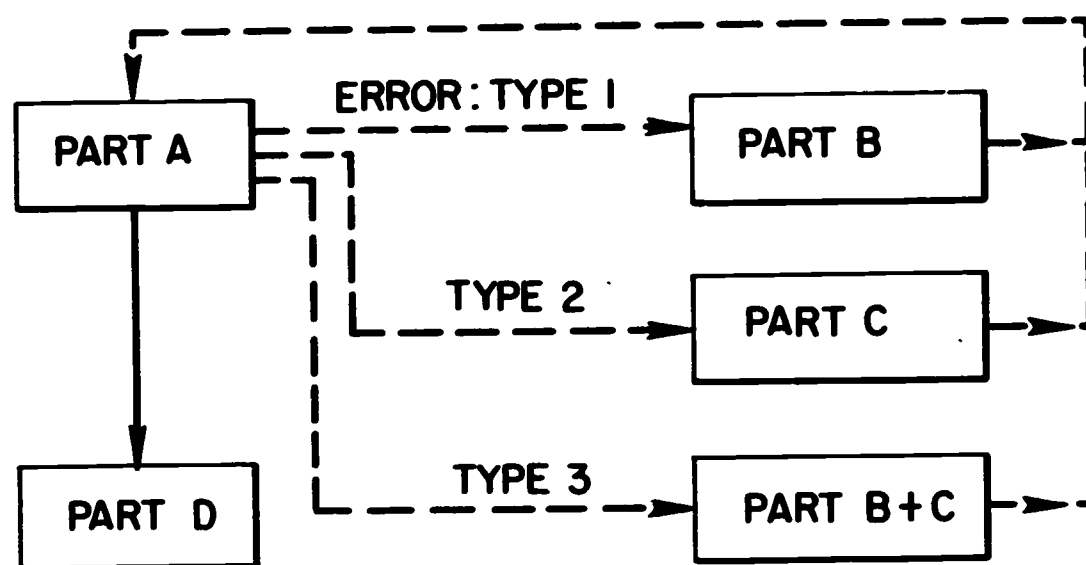 ERROR: TYPE 1
PART A
PART B
TYPE 2
PART C
TYPE 3
PART D
PART B+C